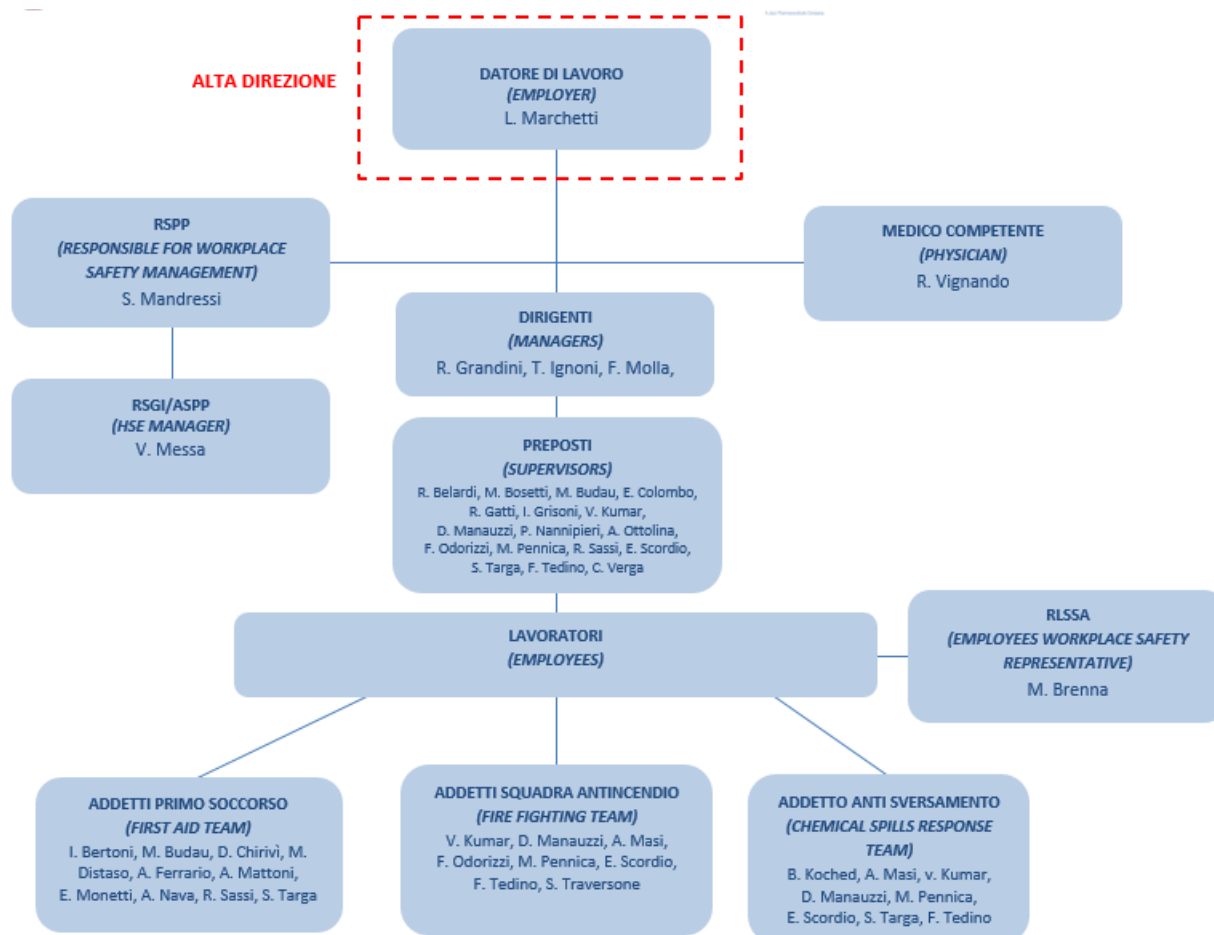 ALTA DIREZIONE
DATORE DI LAVORO
(EMPLOYER)
L. Marchetti
RSPP
(RESPONSIBLE FOR WORKPLACE
SAFETY MANAGEMENT)
S. Mandressi
MEDICO COMPETENTE
(PHYSICIAN)
R. Vignando
DIRIGENTI
(MANAGERS)
R. Grandini, T. Ignoni, F. Molla,
RSGI/ASPP
(HSE MANAGER)
V. Messa
PREPOSTI
(SUPERVISORS)
R. Belardi, M. Bosetti, M. Budau, E. Colombo,
R. Gatti, I. Grisoni, V. Kumar,
D. Manauzzi, P. Nannipieri, A. Ottolina,
F. Odorizzi, M. Pennica, R. Sassi, E. Scordio,
S. Targa, F. Tedino, C. Verga
LAVORATORI
(EMPLOYEES)
RLSSA
(EMPLOYEES WORKPLACE SAFETY
REPRESENTATIVE)
M. Brenna
ADDETTI PRIMO SOCCORSO
(FIRST AID TEAM)
I. Bertoni, M. Budau, D. Chirivì, M.
Distaso, A. Ferrario, A. Mattoni,
E. Monetti, A. Nava, R. Sassi, S. Targa
ADDETTI SQUADRA ANTINCENDIO
(FIRE FIGHTING TEAM)
V. Kumar, D. Manauzzi, A. Masi,
F. Odorizzi, M. Pennica, E. Scordio,
F. Tedino, S. Traversone
ADDETTO ANTI SVERSAMENTO
(CHEMICAL SPILLS RESPONSE
TEAM)
B. Koched, A. Masi, v. Kumar,
D. Manauzzi, M. Pennica,
E. Scordio, S. Targa, F. Tedino